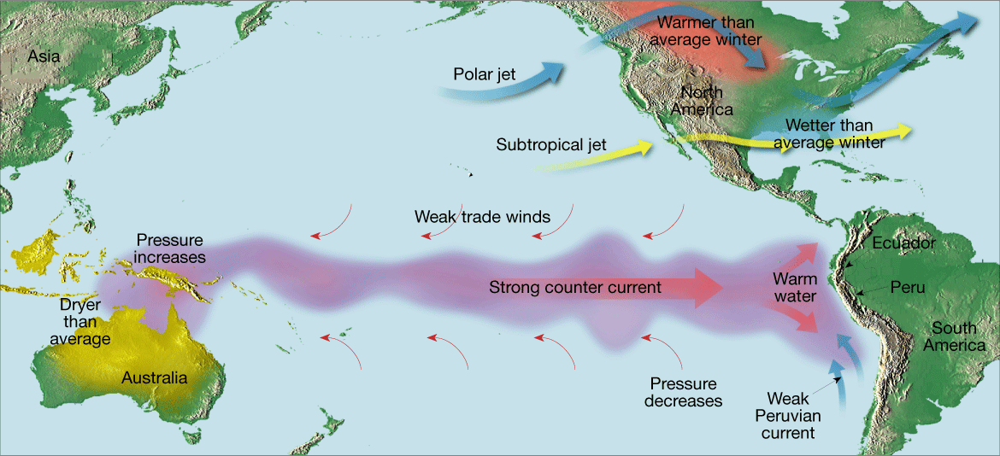 Asia
Warmer than
average winter
Polar jet
North
America
Wetter than
average winter
Subtropical jet
Weak trade winds
Pressure
increases
Ecuador
Strong counter current
Warm
water
Peru
Dryer
than
average
South
America
Australia
Pressure
decreases
Weak
Peruvian
current